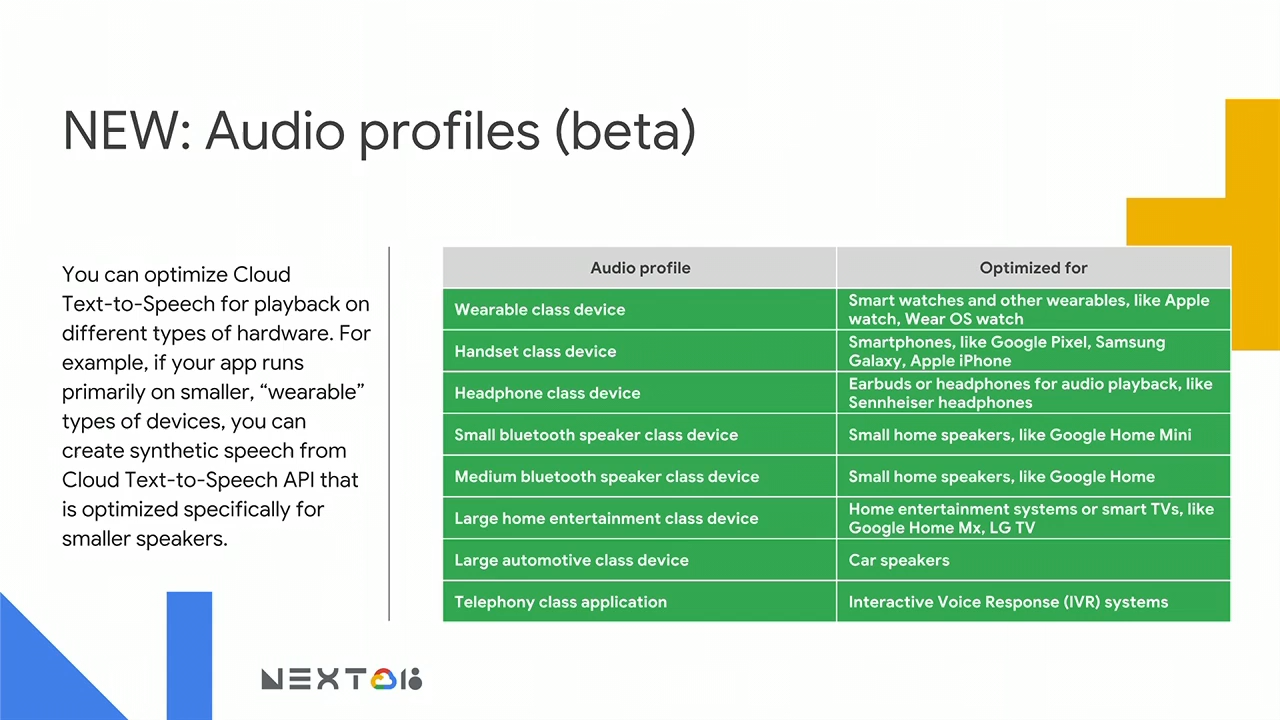 NEW: Audio profiles (beta)
You can optimize Cloud
Text-to-Speech for playback on
different types of hardware. For
example, if your app runs
primarily on smaller, “wearable”
types of devices, you can
create synthetic speech from
Cloud Text-to-Speech API that
is optimized specifically for
smaller speakers.
Audio profile
Optimized for
Wearable class device
Smart watches and other wearables, like Apple
watch, Wear OS watch
Handset class device
Smartphones, like Google Pixel, Samsung
Galaxy, Apple iPhone
Headphone class device
Earbuds or headphones for audio playback, like
Sennheiser headphones
Small bluetooth speaker class device
Small home speakers, like Google Home Mini
Medium bluetooth speaker class device
Small home speakers, like Google Home
Large home entertainment class device
Home entertainment systems or smart TVs, like
Google Home Mx, LG TV
Large automotive class device
Car speakers
Telephony class application
Interactive Voice Response (IVR) systems
NEXT 18